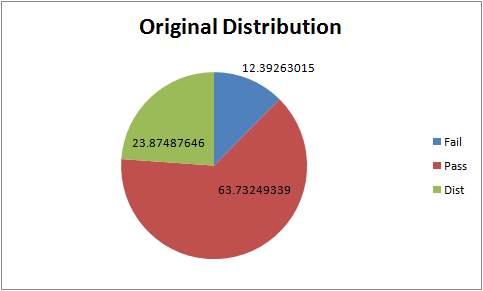 Original Distribution
12.39263015
23.87487646
63.73249339
Fail
Pass
Dist